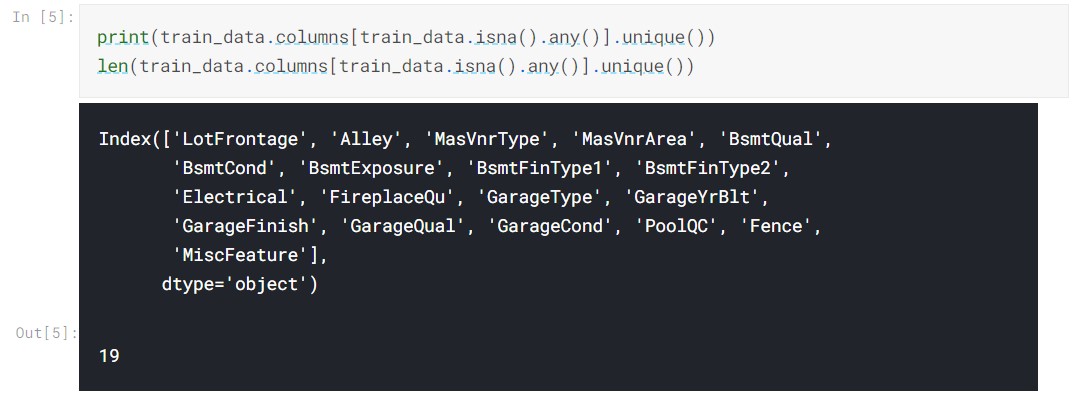 In [5]:
print(train_data.columns[train_data.isna().any()].unique())
len(train_data.columns[train_data.isna().any()].unique())
Index(['LotFrontage', 'Alley', 'MasVnrType', 'MasVnrArea', 'BsmtQual',
'BsmtCond', 'BsmtExposure', 'BsmtFinType1', 'BsmtFinType2',
'Electrical', 'FireplaceQu', 'GarageType', 'GarageYrBlt',
'GarageFinish', 'GarageQual', 'GarageCond', 'PoolQC', 'Fence',
'MiscFeature'],
dtype='object')
Out[5]:
19